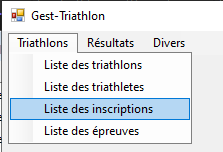 Gest-Triathlon
Triathlons Résultats Divers
Liste des triathlons
Liste des triathletes
Liste des inscriptions
Liste des épreuves